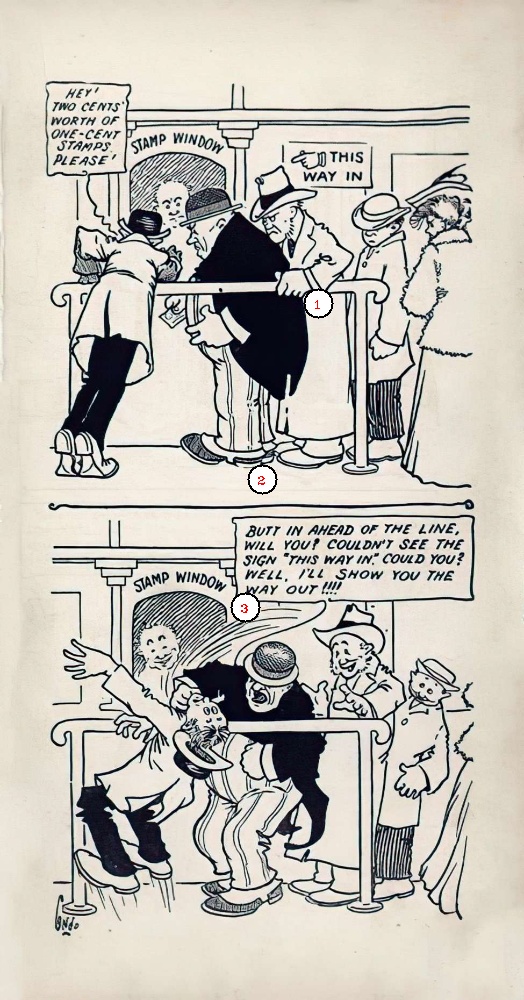 HEY!
TWO CENTS'
WORTH OF
ONE-CENT
STAMPS
PLEASE!
STAMP WINDOW
THIS
WAY IN
1
2
BUTT IN AHEAD OF THE LINE,
WILL YOU? COULDN'T SEE THE
SIGN "THIS WAY IN". COULD YOU?
WELL, I'LL SHOW YOU THE
WAY OUT!!!!
STAMP WINDOW
3
CONDO